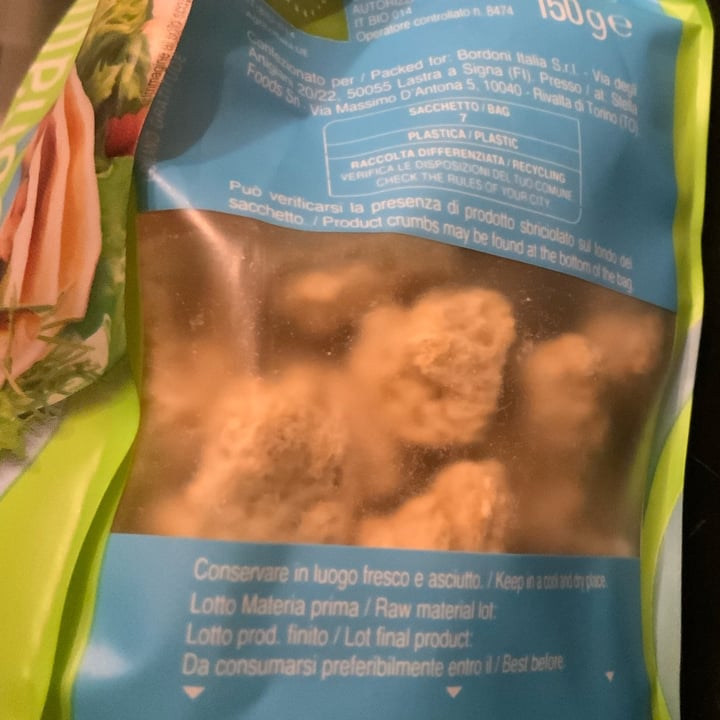 AUTORIZ
IT BIO 014
Agricoltura UE
Operatore controllato n. 8474
150g e
Confezionato per / Packed for: Bordoni Italia S.r.l. - Via degli
Artigiani 20/22, 50055 Lastra a Signa (FI). Presso / at: Stella
Foods Srl, Via Massimo D'Antona 5, 10040 - Rivalta di Torino (TO)
SACCHETTO / BAG
7
PLASTICA / PLASTIC
RACCOLTA DIFFERENZIATA / RECYCLING
VERIFICA LE DISPOSIZIONI DEL TUO COMUNE
CHECK THE RULES OF YOUR CITY
Può verificarsi la presenza di prodotto sbriciolato sul fondo del
sacchetto. / Product crumbs may be found at the bottom of the bag.
Conservare in luogo fresco e asciutto. / Keep in a cool and dry place.
Lotto Materia prima / Raw material lot:
Lotto prod. finito / Lot final product:
Da consumarsi preferibilmente entro il / Best before: